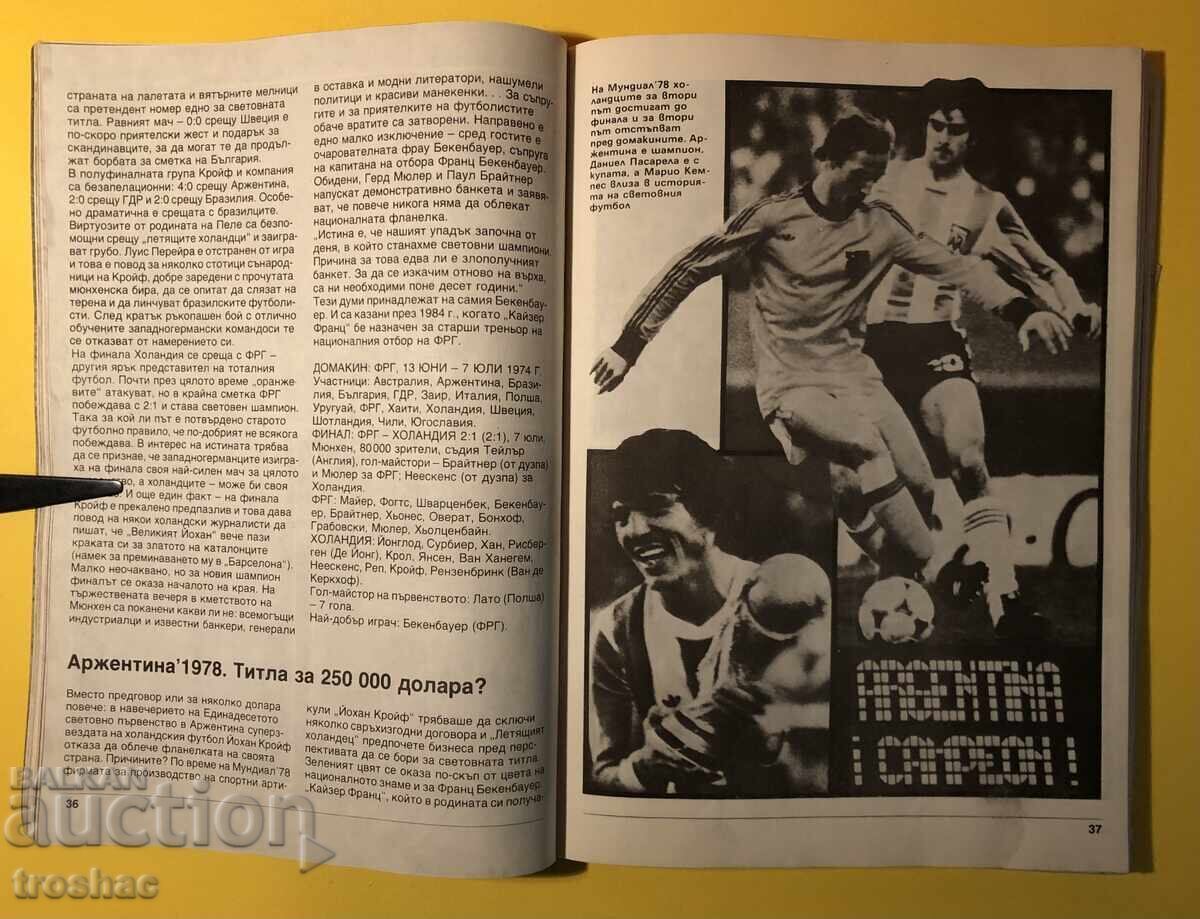 страната на лалетата и вятърните мелници
са претендент номер едно за световната
титла. Равният мач – 0:0 срещу Швеция е
по-скоро приятелски жест и подарък за
скандинавците, за да могат те да продъл-
жат борбата за сметка на България.
В полуфиналната група Кройф и компания
са безапелационни: 4:0 срещу Аржентина,
2:0 срещу ГДР и 2:0 срещу Бразилия. Особе-
но драматична е срещата с бразилците.
Виртуозите от родината на Пеле са безпо-
мощни срещу „летящите холандци" и заигра-
ват грубо. Луис Перейра е отстранен от игра
и това е повод за няколко стотици сънарод-
ници на Кройф, добре заредени с прочутата
мюнхенска бира, да се опитат да слязат на
терена и да линчуват бразилските футболи-
сти. След кратък ръкопашен бой с отлично
обучените западногермански командоси те
се отказват от намерението си.
На финала Холандия се среща с ФРГ –
другия ярък представител на тоталния
футбол. Почти през цялото време „оранже-
вите" атакуват, но в крайна сметка ФРГ
побеждава с 2:1 и става световен шампион.
Така за кой ли път е потвърдено старото
футболно правило, че по-добрият не всякога
побеждава. В интерес на истината трябва
да се признае, че западногерманците изигра-
ха на финала своя най-силен мач за цялото
во, а холандците – може би своя
И още един факт – на финала
Кройф е прекалено предпазлив и това дава
повод на някои холандски журналисти да
пишат, че „Великият Йохан" вече пази
краката си за златото на каталонците
(намек за преминаването му в „Барселона").
Малко неочаквано, но за новия шампион
финалът се оказа началото на края. На
тържествената вечеря в кметството на
Мюнхен са поканени какви ли не: всемогъщи
индустриалци и известни банкери, генерали
в оставка и модни литератори, нашумели
политици и красиви манекенки. . . За съпру-
гите и за приятелките на футболистите
обаче вратите са затворени. Направено е
едно малко изключение – сред гостите е
очарователната фрау Бекенбауер, съпруга
на капитана на отбора Франц Бекенбауер.
Обидени, Герд Мюлер и Паул Брайтнер
напускат демонстративно банкета и заявя-
ват, че повече никога няма да облекат
националната фланелка.
„Истина е, че нашият упадък започна от
деня, в който станахме световни шампиони.
Причина за това едва ли е злополучният
банкет. За да се изкачим отново на върха,
са ни необходими поне десет години."
Тези думи принадлежат на самия Бекенбау-
ер. И са казани през 1984 г., когато „Кайзер
Франц" бе назначен за старши треньор на
националния отбор на ФРГ.
ДОМАКИН: ФРГ, 13 ЮНИ – 7 ЮЛИ 1974 Г.
Участници: Австралия, Аржентина, Брази-
лия, България, ГДР, Заир, Италия, Полша,
Уругуай, ФРГ, Хаити, Холандия, Швеция,
Шотландия, Чили, Югославия.
ФИНАЛ: ФРГ – ХОЛАНДИЯ 2:1 (2:1), 7 юли,
Мюнхен, 80 000 зрители, съдия Тейлър
(Англия), гол-майстори – Брайтнер (от дузпа)
и Мюлер за ФРГ; Неескенс (от дузпа) за
Холандия.
ФРГ: Майер, Фогтс, Шварценбек, Бекенбау-
ер, Брайтнер, Хьонес, Оверат, Бонхоф,
Грабовски, Мюлер, Хьолценбайн.
ХОЛАНДИЯ: Йонглод, Сурбиер, Хан, Рисбер-
ген (Де Йонг), Крол, Янсен, Ван Ханегем,
Неескенс, Реп, Кройф, Рензенбринк (Ван де
Керкхоф).
Гол-майстор на първенството: Лато (Полша)
– 7 гола.
Най-добър играч: Бекенбауер (ФРГ).
Аржентина'1978. Титла за 250 000 долара?
Вместо предговор или за няколко долара
повече: в навечерието на Единадесетото
световно първенство в Аржентина суперз-
вездата на холандския футбол Йохан Кройф
отказа да облече фланелката на своята
страна. Причините? По време на Мундиал'78
фирмата за производство на спортни арти-
кули „Йохан Кройф" трябваше да сключи
няколко свръхизгодни договора и „Летящият
холандец" предпочете бизнеса пред перс-
пективата да се бори за световната титла.
Зеленият цвят се оказа по-скъп от цвета на
националното знаме и за Франц Бекенбауер.
„Кайзер Франц", който в родината си получа-
36
На Мундиал'78 хо-
ландците за втори
път достигат до
финала и за втори
път отстъпват
пред домакините. Ар-
жентина е шампион,
Даниел Пасарела е с
купата, а Марио Кем-
пес влиза в история-
та на световния
футбол
ARGENTINA
¡ CAMPEON !
37
BALKAN
auction
troshac